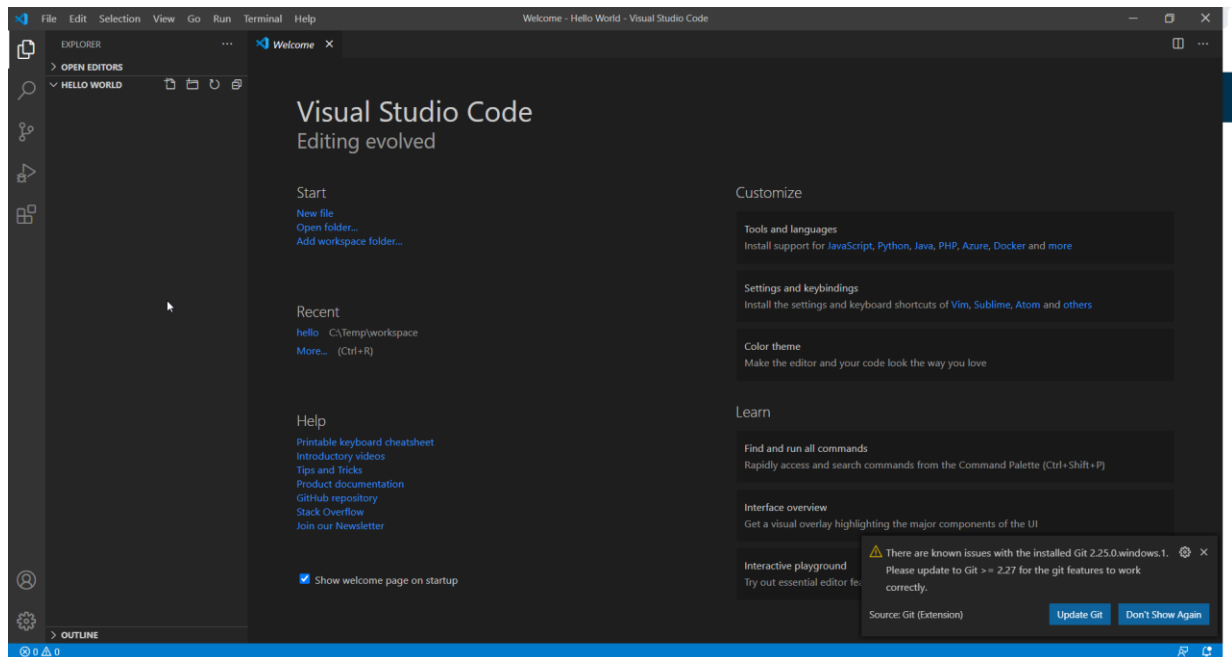 File Edit Selection View Go Run Terminal Help
Welcome - Hello World - Visual Studio Code
EXPLORER
OPEN EDITORS
HELLO WORLD
Welcome
Visual Studio Code
Editing evolved
Start
New file
Open folder...
Add workspace folder...
Recent
hello C:\Temp\workspace
More... (Ctrl+R)
Help
Printable keyboard cheatsheet
Introductory videos
Tips and Tricks
Product documentation
GitHub repository
Stack Overflow
Join our Newsletter
Show welcome page on startup
Customize
Tools and languages
Install support for JavaScript, Python, Java, PHP, Azure, Docker and more
Settings and keybindings
Install the settings and keyboard shortcuts of Vim, Sublime, Atom and others
Color theme
Make the editor and your code look the way you love
Learn
Find and run all commands
Rapidly access and search commands from the Command Palette (Ctrl+Shift+P)
Interface overview
Get a visual overlay highlighting the major components of the UI
Interactive playground
Try out essential editor fea
There are known issues with the installed Git 2.25.0.windows.1.
Please update to Git >= 2.27 for the git features to work
correctly.
Source: Git (Extension)
Update Git
Don't Show Again
OUTLINE
0 0